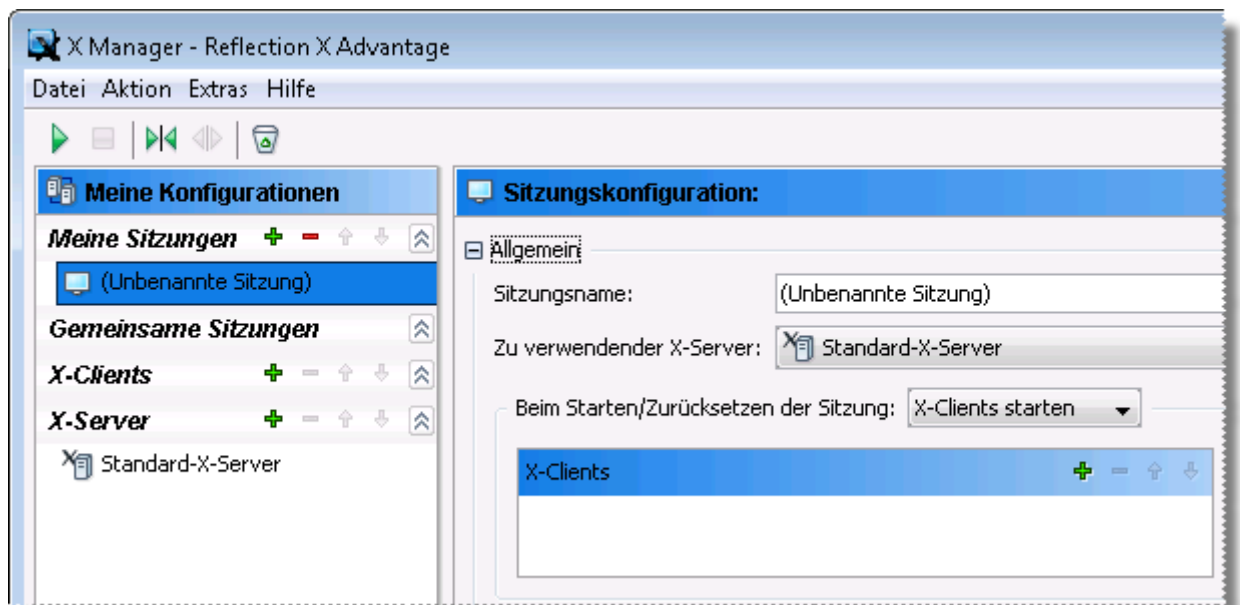 X Manager - Reflection X Advantage
Datei Aktion Extras Hilfe
Meine Konfigurationen
Meine Sitzungen
(Unbenannte Sitzung)
Gemeinsame Sitzungen
X-Clients
X-Server
Standard-X-Server
Sitzungskonfiguration:
Allgemein
Sitzungsname: (Unbenannte Sitzung)
Zu verwendender X-Server: Standard-X-Server
Beim Starten/Zurücksetzen der Sitzung: X-Clients starten
X-Clients